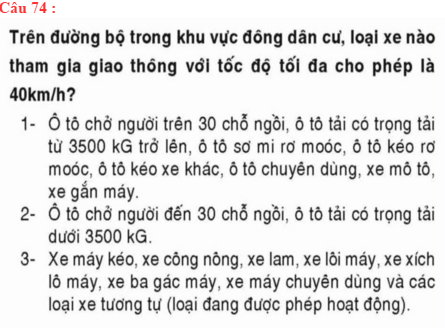 Câu 74 :
Trên đường bộ trong khu vực đông dân cư, loại xe nào
tham gia giao thông với tốc độ tối đa cho phép là
40km/h?
1- Ô tô chở người trên 30 chỗ ngồi, ô tô tải có trọng tải
từ 3500 kG trở lên, ô tô sơ mi rơ moóc, ô tô kéo rơ
moóc, ô tô kéo xe khác, ô tô chuyên dùng, xe mô tô,
xe gắn máy.
2- Ô tô chở người đến 30 chỗ ngồi, ô tô tải có trọng tải
dưới 3500 kG.
3- Xe máy kéo, xe công nông, xe lam, xe lôi máy, xe xích
lô máy, xe ba gác máy, xe máy chuyên dùng và các
loại xe tương tự (loại đang được phép hoạt động).